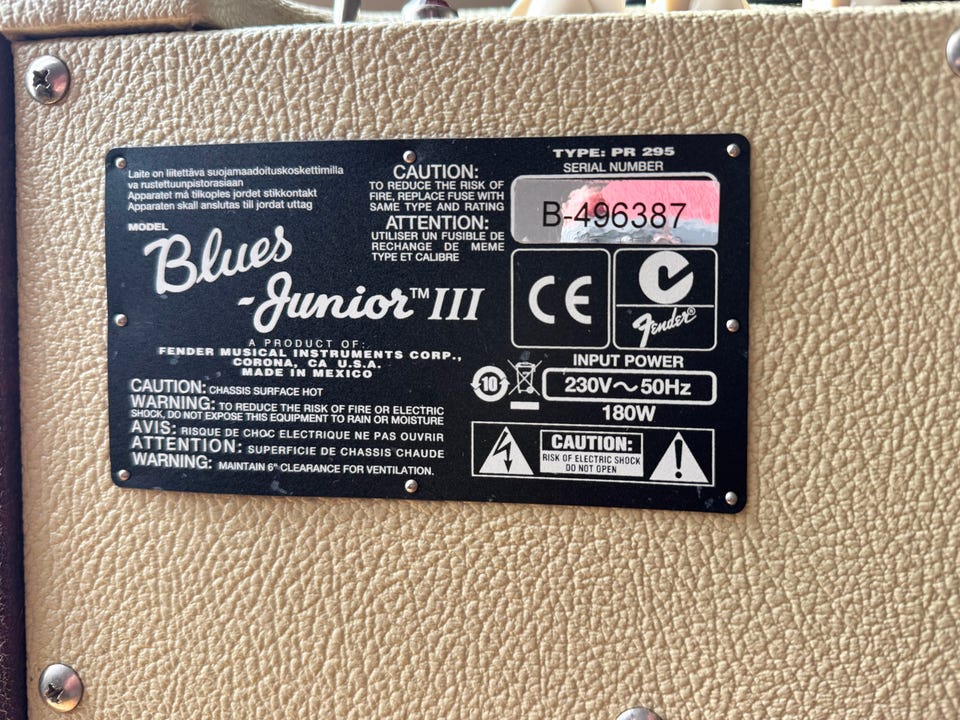 Laite on liitettävä suojamaadoituskoskettimilla
va rustettuunpistorasiaan
Apparatet må tilkoples jordet stikkontakt
Apparaten skall anslutas till jordat uttag
CAUTION:
TO REDUCE THE RISK OF
FIRE, REPLACE FUSE WITH
SAME TYPE AND RATING
ATTENTION:
UTILISER UN FUSIBLE DE
RECHANGE DE MEME
TYPE ET CALIBRE
TYPE: PR 295
SERIAL NUMBER
B-496387
MODEL
Blues
Junior™ III
A PRODUCT OF:
FENDER MUSICAL INSTRUMENTS CORP.,
CORONA, CA U.S.A.
MADE IN MEXICO
CE
Fender®
INPUT POWER
10
230V~50Hz
180W
CAUTION: CHASSIS SURFACE HOT
WARNING: TO REDUCE THE RISK OF FIRE OR ELECTRIC
SHOCK, DO NOT EXPOSE THIS EQUIPMENT TO RAIN OR MOISTURE
AVIS: RISQUE DE CHOC ELECTRIQUE NE PAS OUVRIR
ATTENTION: SUPERFICIE DE CHASSIS CHAUDE
WARNING: MAINTAIN 6" CLEARANCE FOR VENTILATION.
CAUTION:
RISK OF ELECTRIC SHOCK
DO NOT OPEN